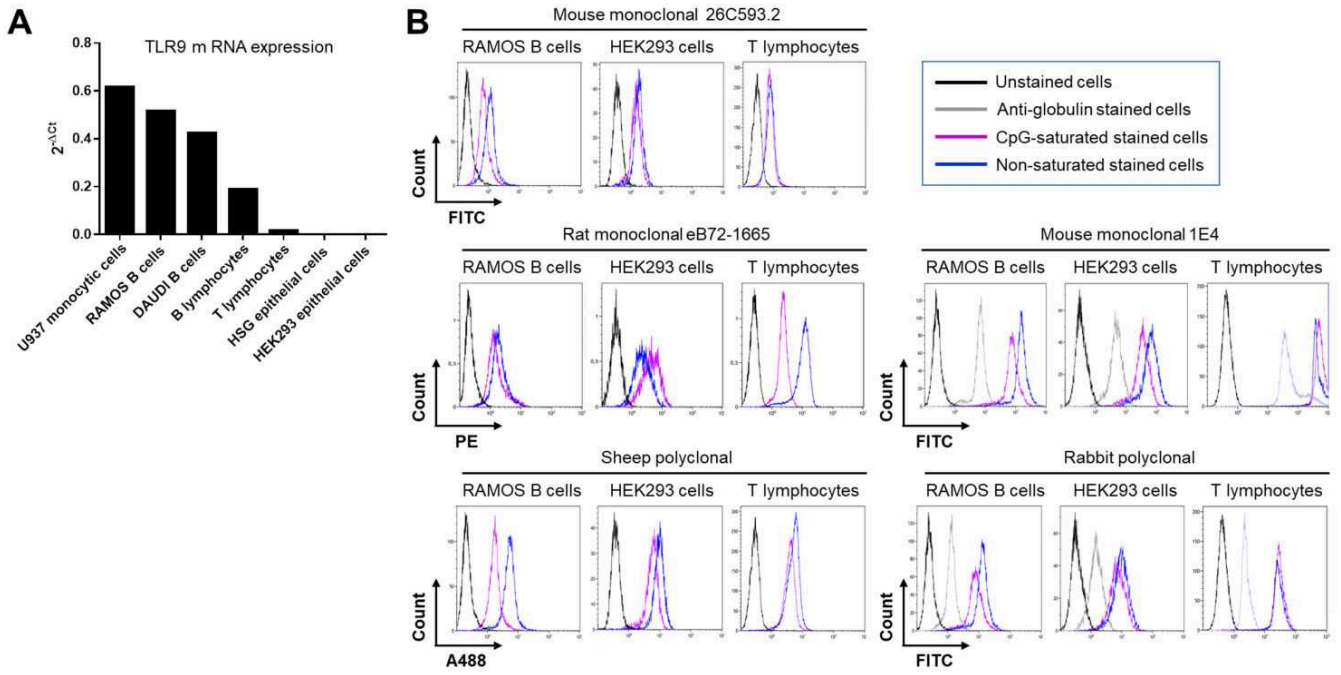 A
TLR9 m RNA expression
2-ΔCt
0.8
0.6
0.4
0.2
0.0
U937 monocytic cells
RAMOS B cells
DAUDI B cells
B lymphocytes
T lymphocytes
HSG epithelial cells
HEK293 epithelial cells
B
Mouse monoclonal 26C593.2
RAMOS B cells HEK293 cells T lymphocytes
Count
FITC
Unstained cells
Anti-globulin stained cells
CpG-saturated stained cells
Non-saturated stained cells
Rat monoclonal eB72-1665
RAMOS B cells HEK293 cells T lymphocytes
Count
PE
Mouse monoclonal 1E4
RAMOS B cells HEK293 cells T lymphocytes
Count
FITC
Sheep polyclonal
RAMOS B cells HEK293 cells T lymphocytes
Count
A488
Rabbit polyclonal
RAMOS B cells HEK293 cells T lymphocytes
Count
FITC